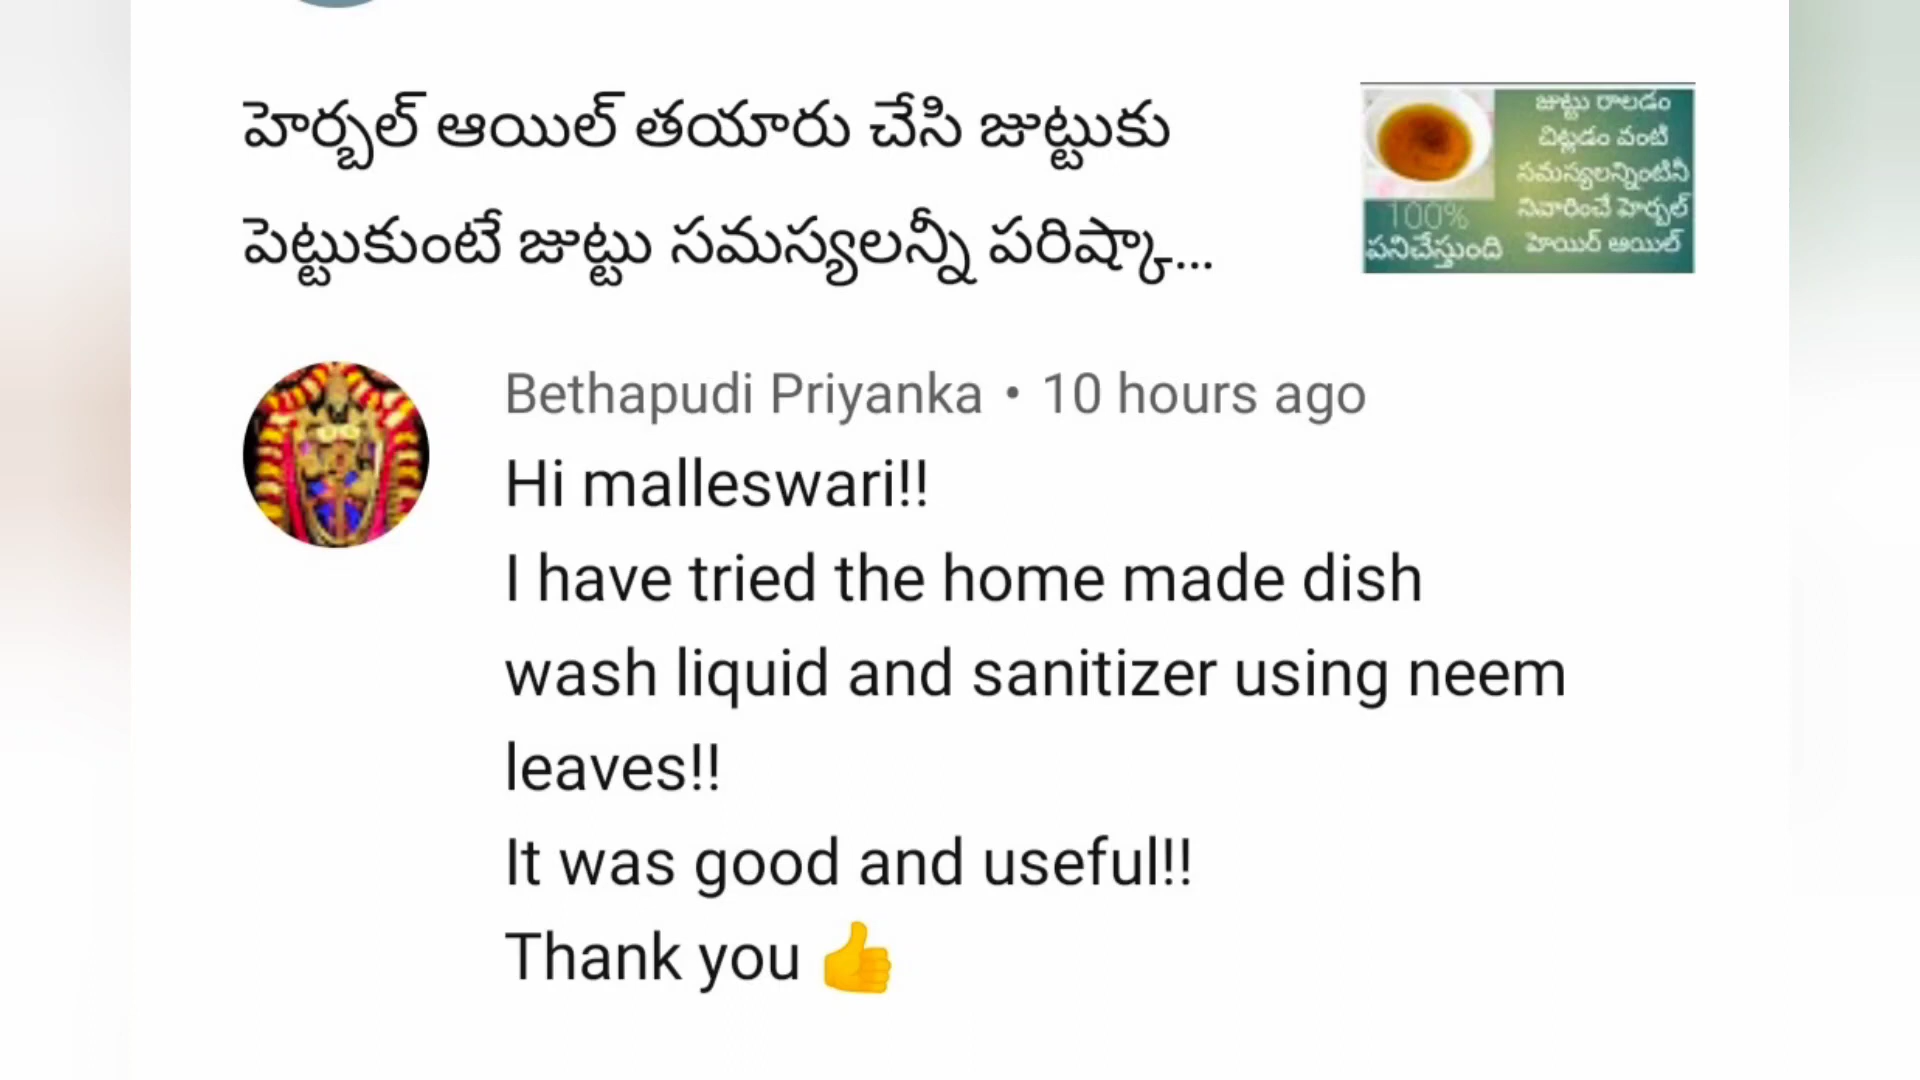 హెర్బల్ ఆయిల్ తయారు చేసి జుట్టుకు
పెట్టుకుంటే జుట్టు సమస్యలన్నీ పరిష్కా...
జుట్టు రాలడం
చిట్లడం వంటి
సమస్యలన్నింటినీ
నివారించే హెర్బల్
హెయిర్ ఆయిల్
100%
పనిచేస్తుంది
Bethapudi Priyanka • 10 hours ago
Hi malleswari!!
I have tried the home made dish
wash liquid and sanitizer using neem
leaves!!
It was good and useful!!
Thank you 👍